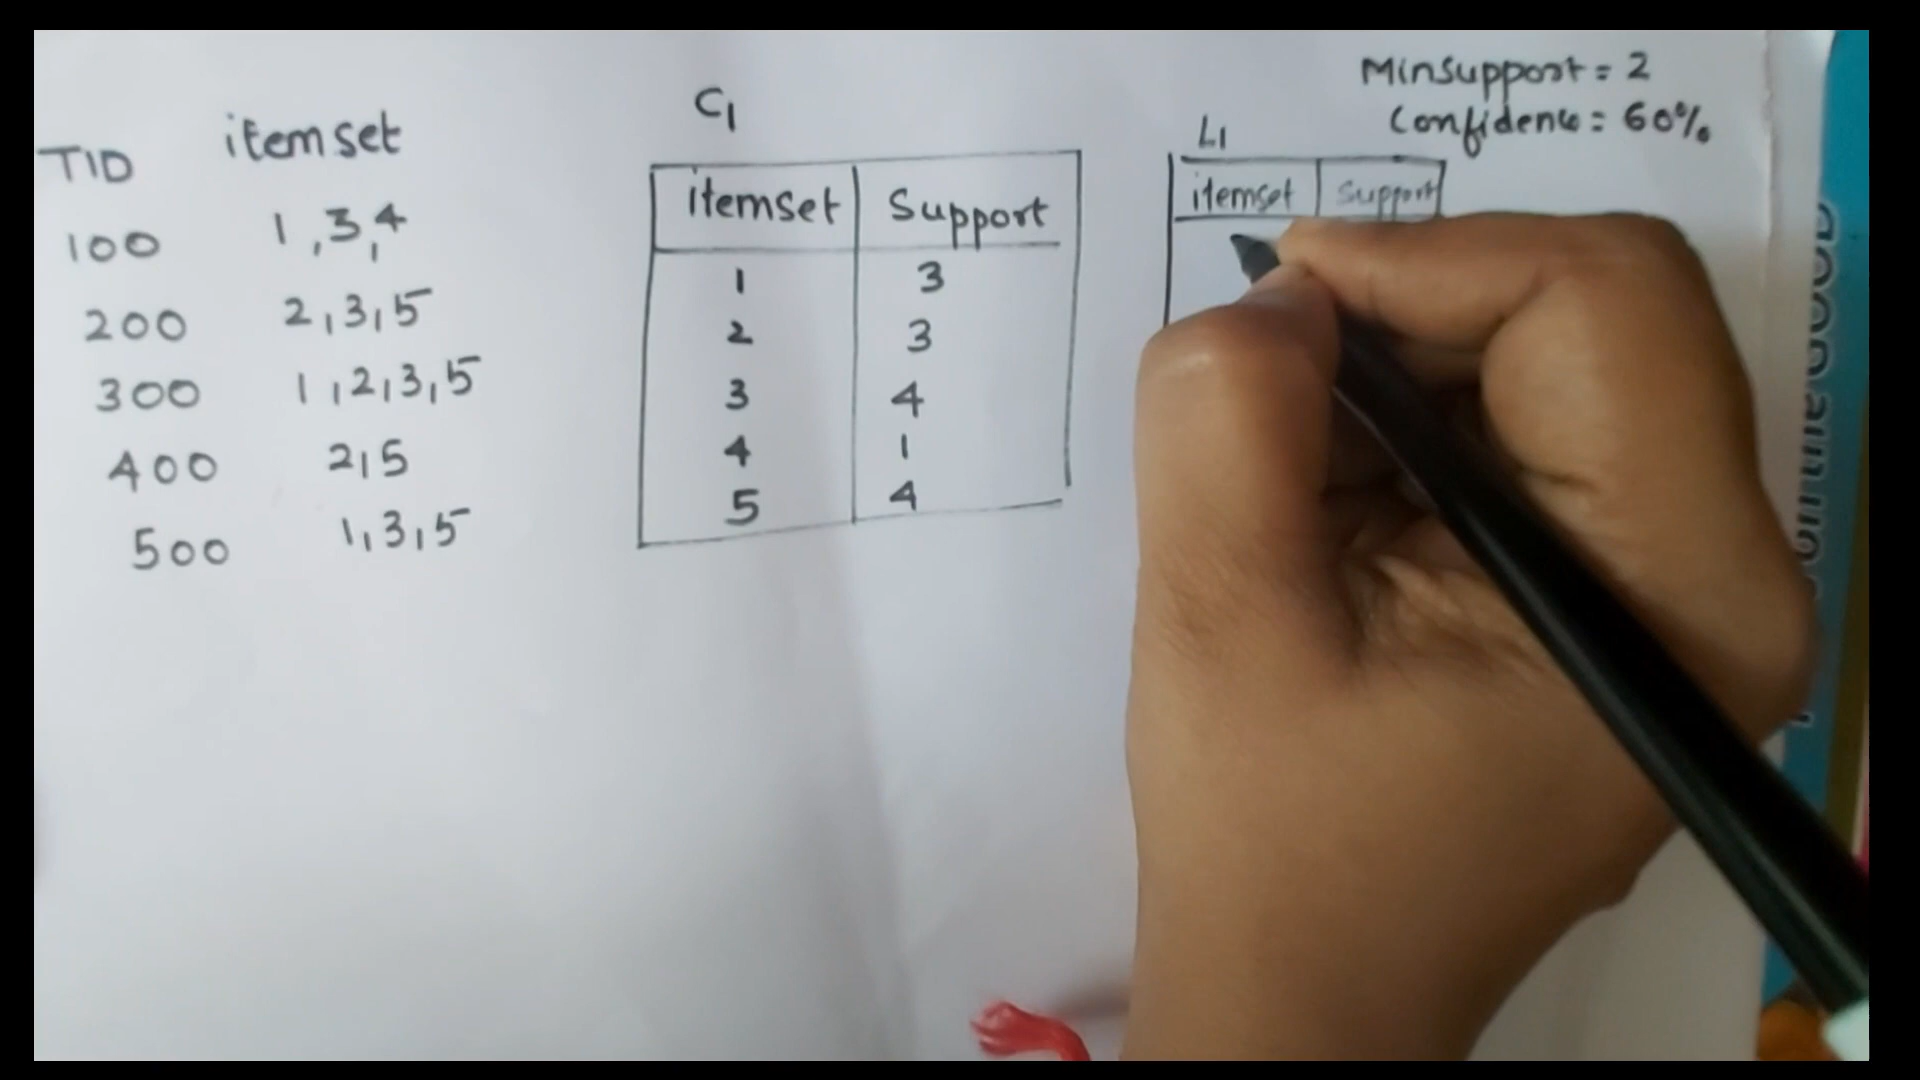 TID itemset
100 1,3,4
200 2,3,5
300 1,2,3,5
400 2,5
500 1,3,5
C1
itemset Support
1 3
2 3
3 4
4 1
5 4
Minsupport = 2
Confidence = 60%
L1
itemset Support